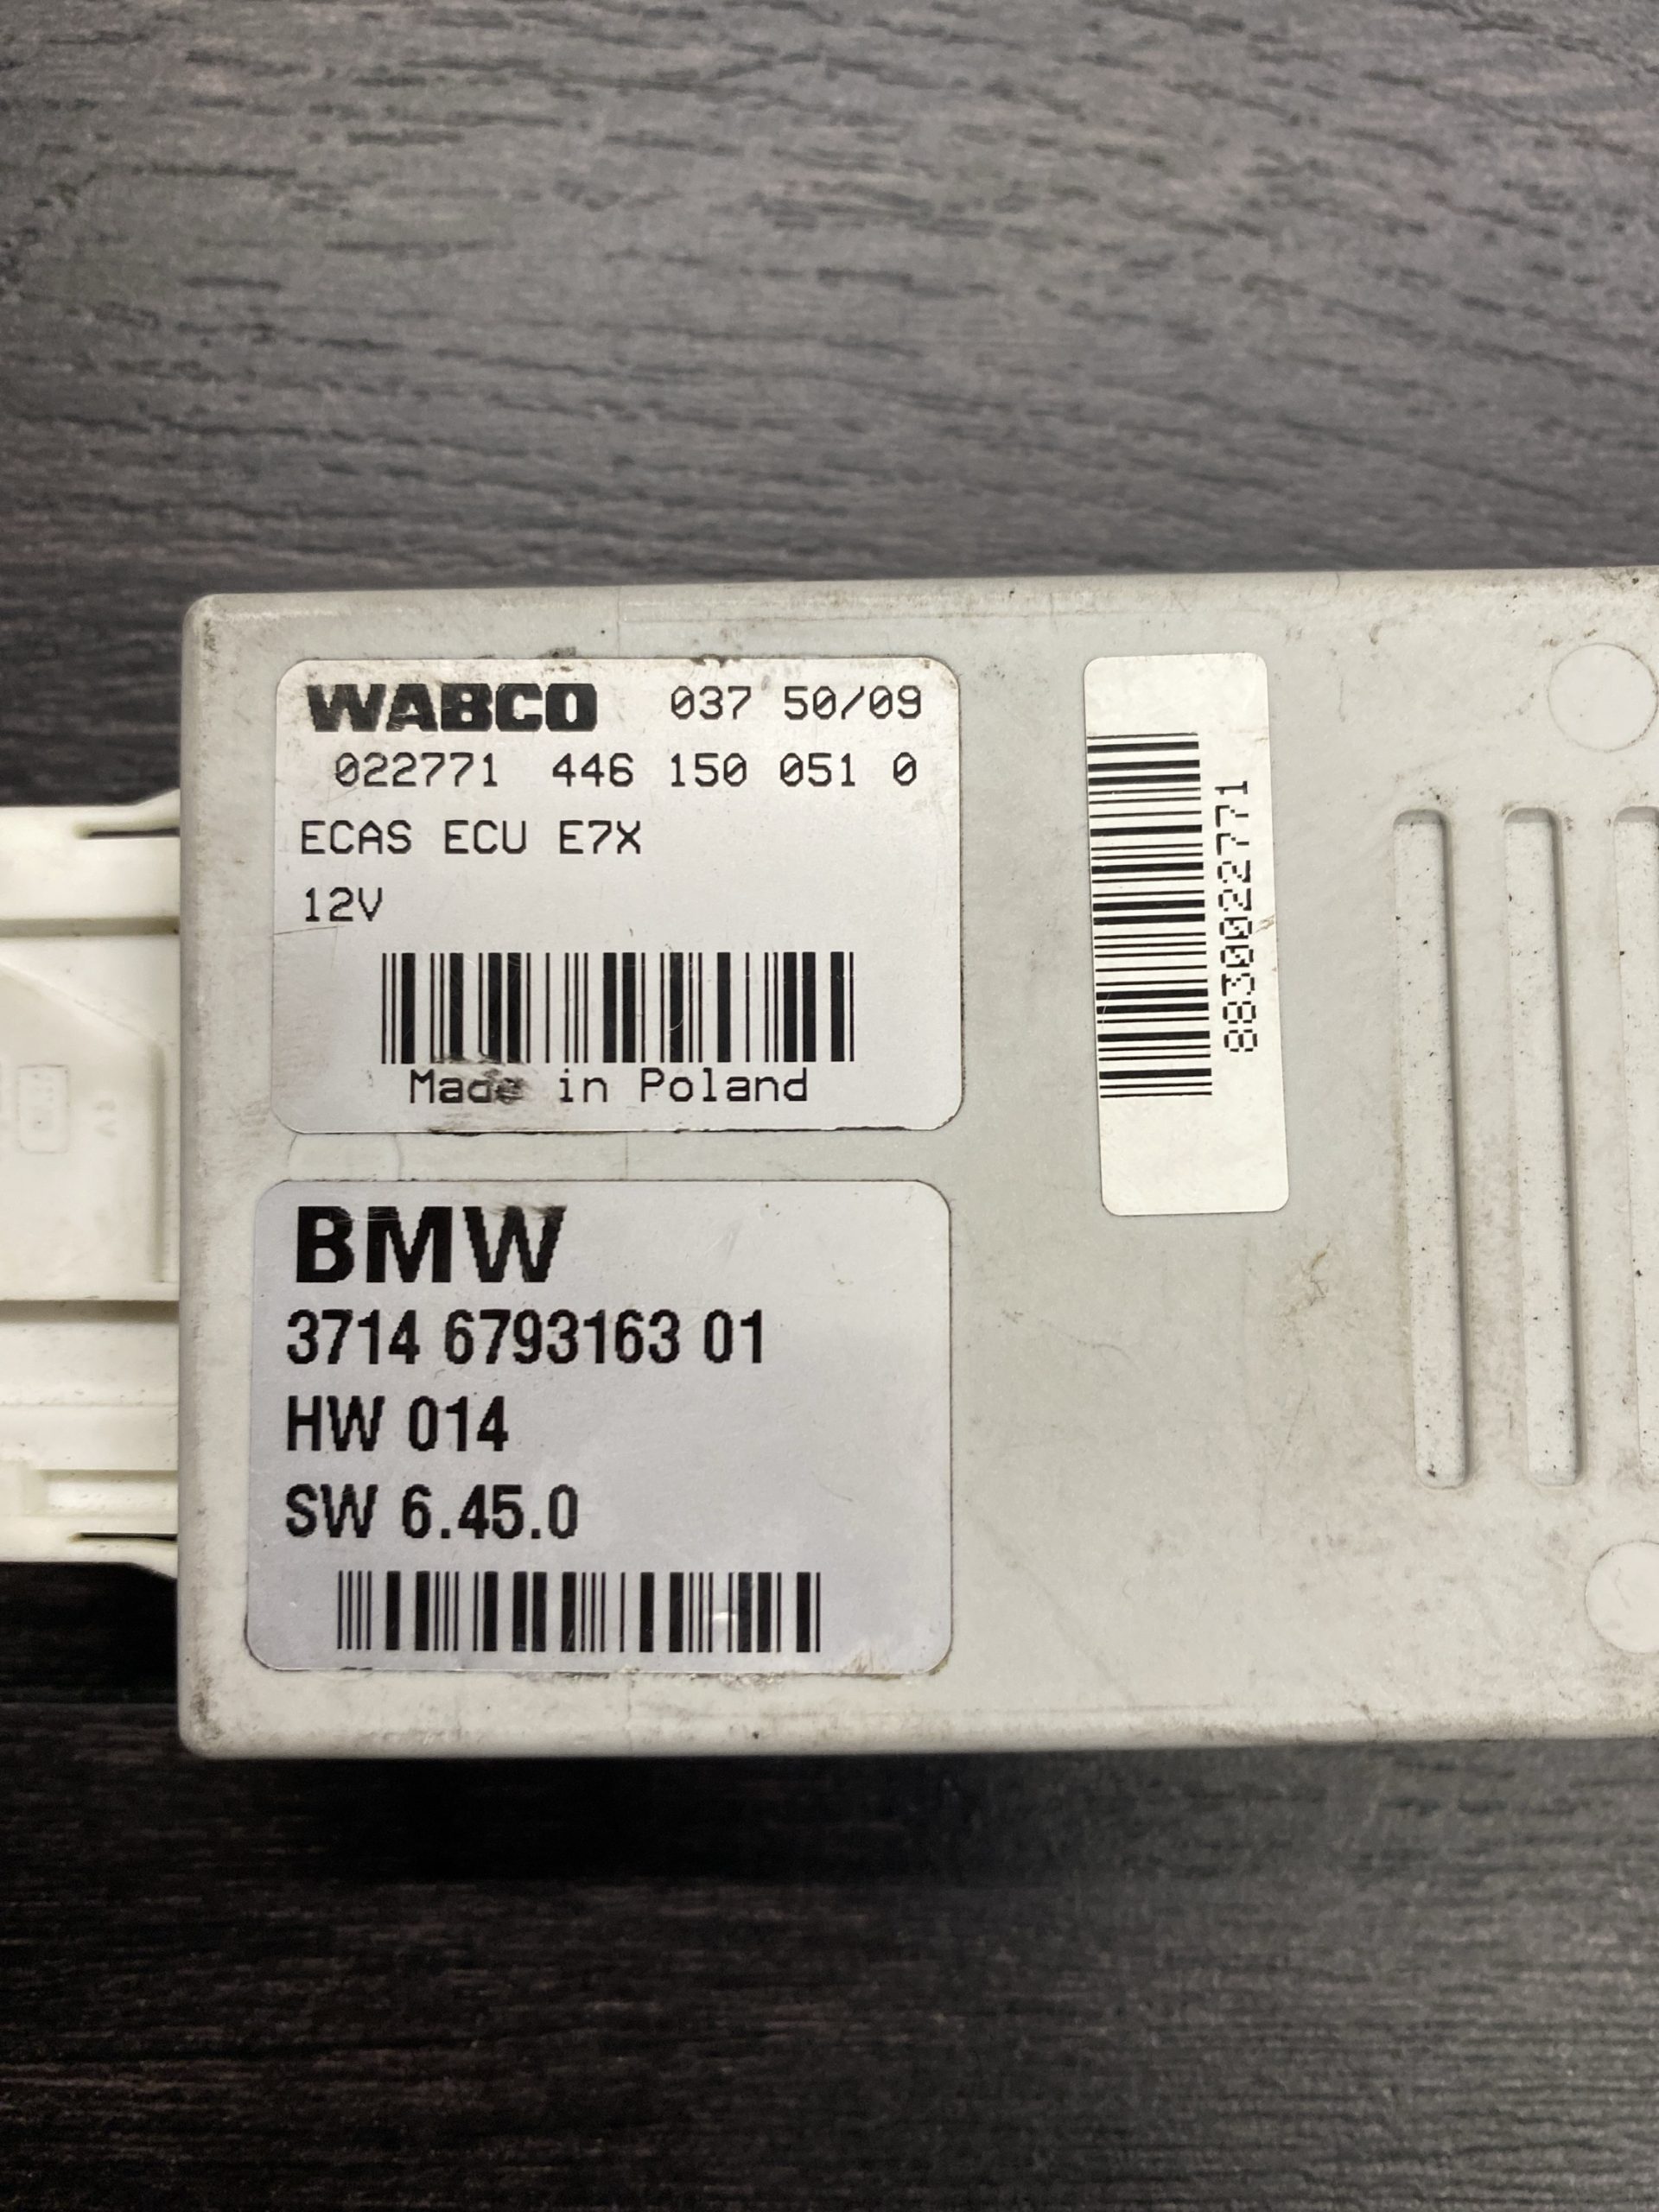 WABCO 037 50/09
022771 446 150 051 0
ECAS ECU E7X
12V
Made in Poland
8830022771
BMW
3714 6793163 01
HW 014
SW 6.45.0